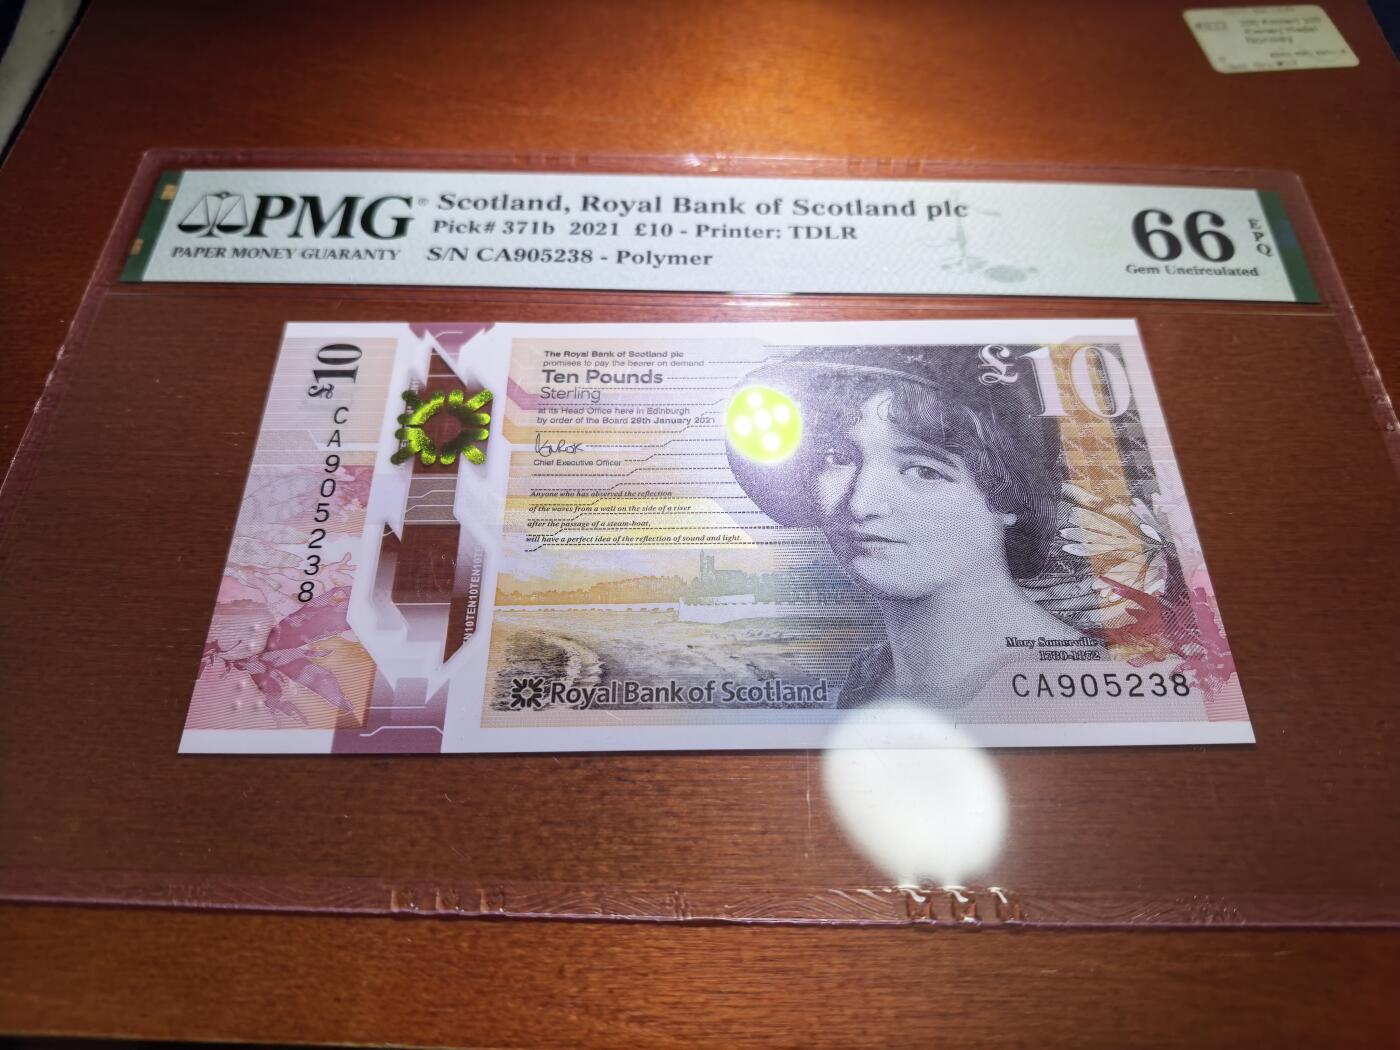 PMG®
PAPER MONEY GUARANTY
Scotland, Royal Bank of Scotland plc
Pick# 371b 2021 £10 - Printer: TDLR
S/N CA905238 - Polymer
66
EPQ
Gem Uncirculated
£10
CA905238
The Royal Bank of Scotland plc
promises to pay the bearer on demand
Ten Pounds
Sterling
at its Head Office here in Edinburgh
by order of the Board 29th January 2021
Chief Executive Officer
Anyone who has observed the reflection
of the waves from a wall on the side of a river
after the passage of a steam-boat,
will have a perfect idea of the reflection of sound and light.
£10
N10TEN10TEN10TEN10
Mary Somerville
1780-1872
CA905238
Royal Bank of Scotland